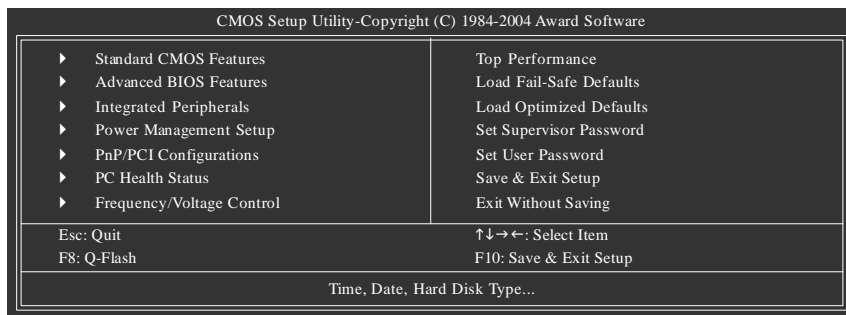 CMOS Setup Utility-Copyright (C) 1984-2004 Award Software
Standard CMOS Features
Advanced BIOS Features
Integrated Peripherals
Power Management Setup
PnP/PCI Configurations
PC Health Status
Frequency/Voltage Control
Top Performance
Load Fail-Safe Defaults
Load Optimized Defaults
Set Supervisor Password
Set User Password
Save & Exit Setup
Exit Without Saving
Esc: Quit
↑↓→←: Select Item
F8: Q-Flash
F10: Save & Exit Setup
Time, Date, Hard Disk Type...